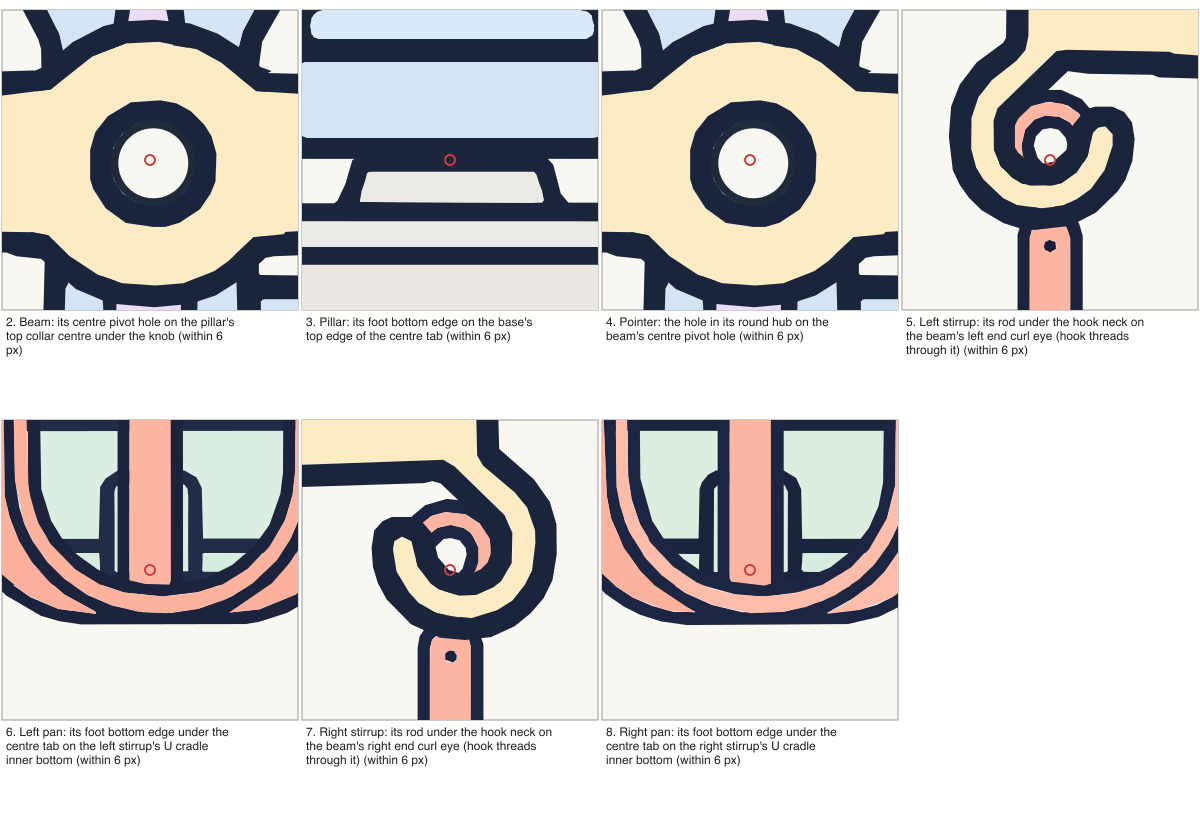 2. Beam: its centre pivot hole on the pillar's
top collar centre under the knob (within 6
px)
3. Pillar: its foot bottom edge on the base's
top edge of the centre tab (within 6 px)
4. Pointer: the hole in its round hub on the
beam's centre pivot hole (within 6 px)
5. Left stirrup: its rod under the hook neck on
the beam's left end curl eye (hook threads
through it) (within 6 px)
6. Left pan: its foot bottom edge under the
centre tab on the left stirrup's U cradle
inner bottom (within 6 px)
7. Right stirrup: its rod under the hook neck on
the beam's right end curl eye (hook threads
through it) (within 6 px)
8. Right pan: its foot bottom edge under the
centre tab on the right stirrup's U cradle
inner bottom (within 6 px)